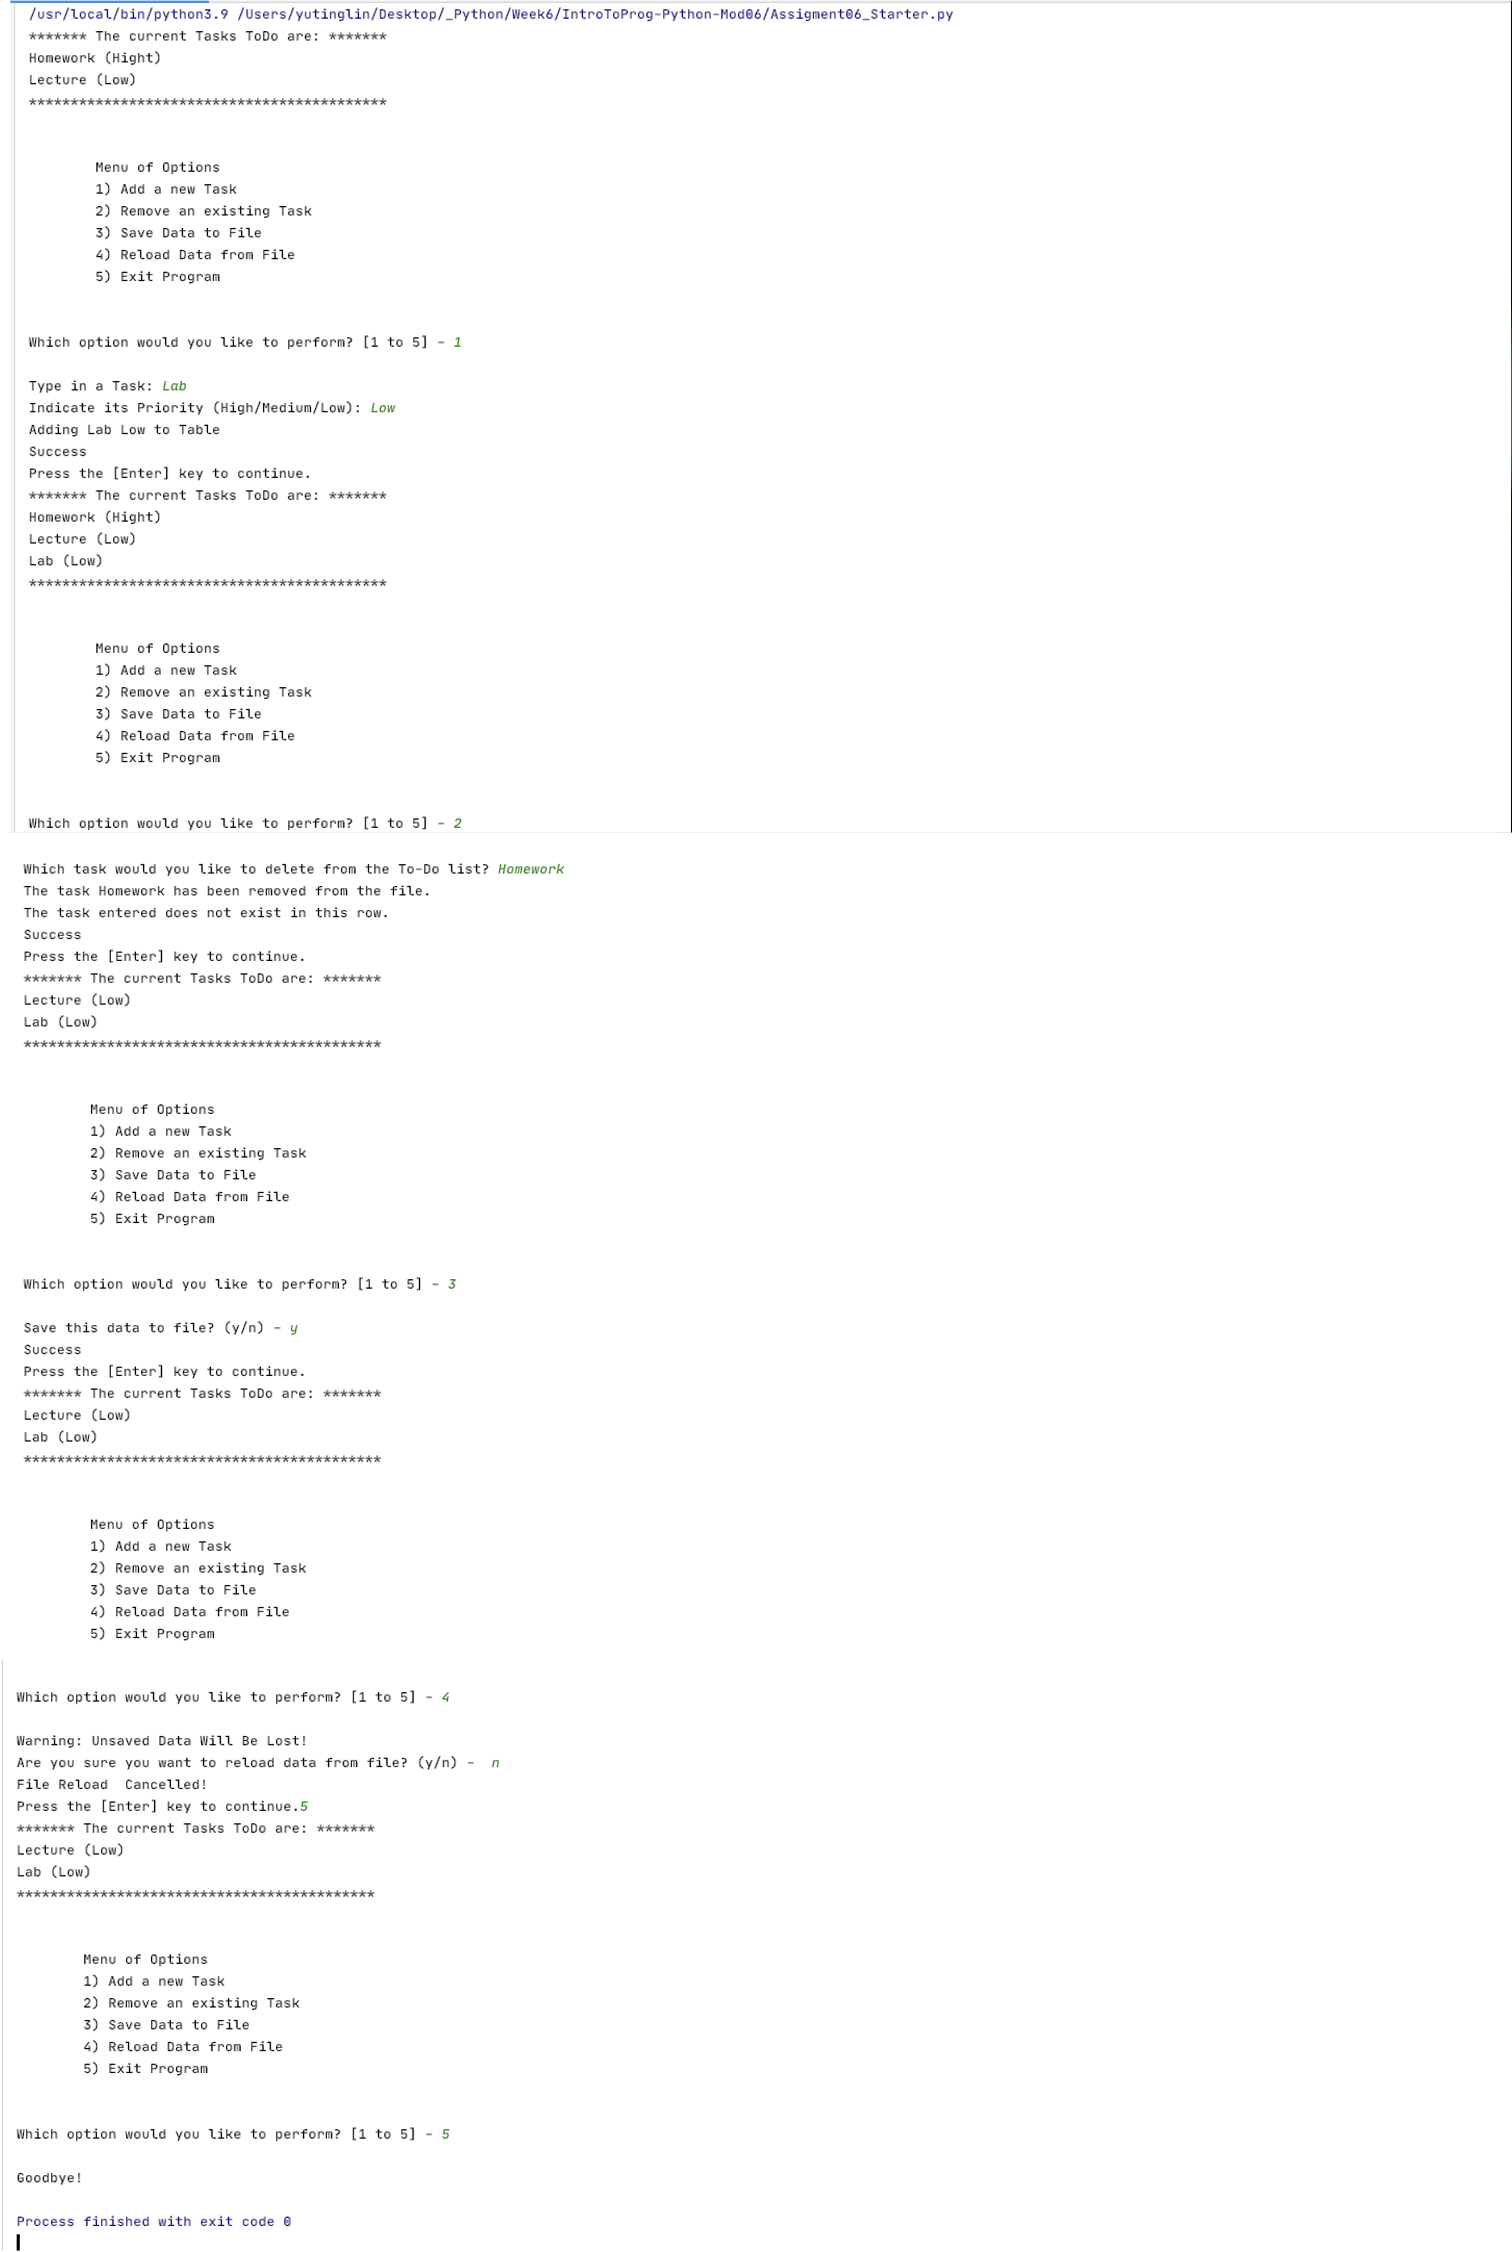 /usr/local/bin/python3.9 /Users/yutinglin/Desktop/_Python/Week6/IntroToProg-Python-Mod06/Assigment06_Starter.py
******* The current Tasks ToDo are: *******
Homework (Hight)
Lecture (Low)
*******************************************
Menu of Options
1) Add a new Task
2) Remove an existing Task
3) Save Data to File
4) Reload Data from File
5) Exit Program
Which option would you like to perform? [1 to 5] - 1
Type in a Task: Lab
Indicate its Priority (High/Medium/Low): Low
Adding Lab Low to Table
Success
Press the [Enter] key to continue.
******* The current Tasks ToDo are: *******
Homework (Hight)
Lecture (Low)
Lab (Low)
*******************************************
Menu of Options
1) Add a new Task
2) Remove an existing Task
3) Save Data to File
4) Reload Data from File
5) Exit Program
Which option would you like to perform? [1 to 5] - 2
Which task would you like to delete from the To-Do list? Homework
The task Homework has been removed from the file.
The task entered does not exist in this row.
Success
Press the [Enter] key to continue.
******* The current Tasks ToDo are: *******
Lecture (Low)
Lab (Low)
*******************************************
Menu of Options
1) Add a new Task
2) Remove an existing Task
3) Save Data to File
4) Reload Data from File
5) Exit Program
Which option would you like to perform? [1 to 5] - 3
Save this data to file? (y/n) - y
Success
Press the [Enter] key to continue.
******* The current Tasks ToDo are: *******
Lecture (Low)
Lab (Low)
*******************************************
Menu of Options
1) Add a new Task
2) Remove an existing Task
3) Save Data to File
4) Reload Data from File
5) Exit Program
Which option would you like to perform? [1 to 5] - 4
Warning: Unsaved Data Will Be Lost!
Are you sure you want to reload data from file? (y/n) -  n
File Reload  Cancelled!
Press the [Enter] key to continue.5
******* The current Tasks ToDo are: *******
Lecture (Low)
Lab (Low)
*******************************************
Menu of Options
1) Add a new Task
2) Remove an existing Task
3) Save Data to File
4) Reload Data from File
5) Exit Program
Which option would you like to perform? [1 to 5] - 5
Goodbye!
Process finished with exit code 0